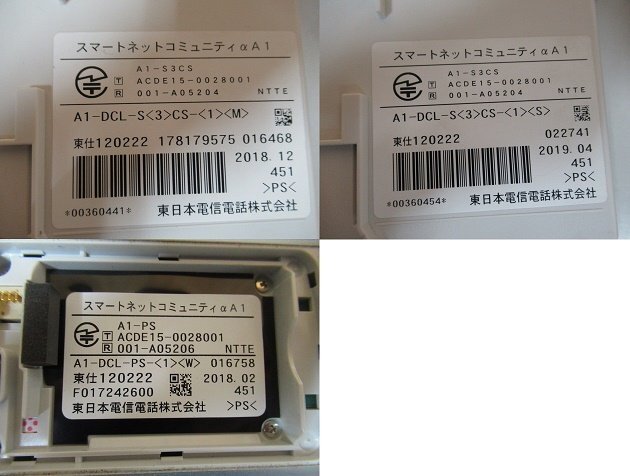 スマートネットコミュニティαA1
A1-S3CS
T ACDE15-0028001
R 001-A05204 NTTE
A1-DCL-S<3>CS-<1><M>
東仕120222 178179575 016468
2018.12
451
>PS<
*00360441* 東日本電信電話株式会社
スマートネットコミュニティαA1
A1-S3CS
T ACDE15-0028001
R 001-A05204 NTTE
A1-DCL-S<3>CS-<1><S>
東仕120222 022741
2019.04
451
>PS<
*00360454* 東日本電信電話株式会社
スマートネットコミュニティαA1
A1-PS
T ACDE15-0028001
R 001-A05206 NTTE
A1-DCL-PS-<1><W> 016758
東仕120222 2018.02
F017242600 451
東日本電信電話株式会社 >PS<